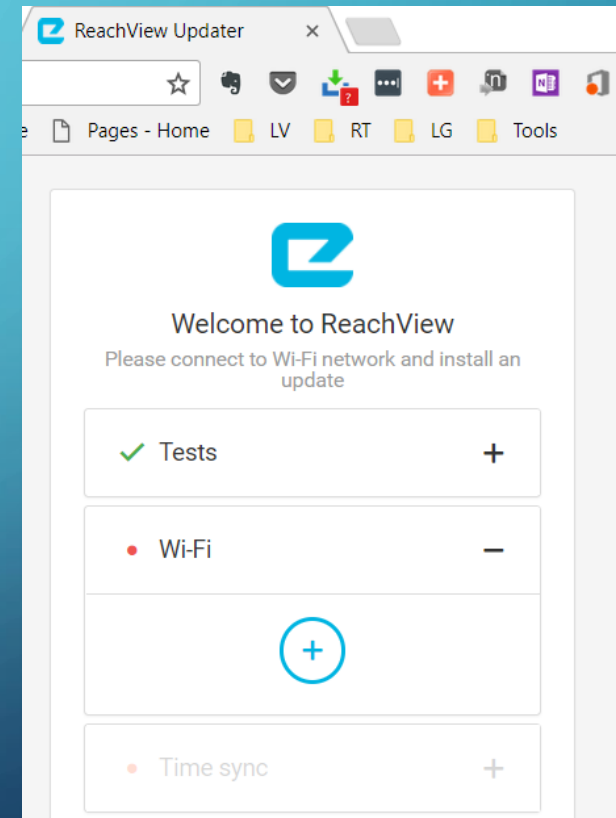 ReachView Updater
Pages - Home LV RT LG Tools
Welcome to ReachView
Please connect to Wi-Fi network and install an
update
Tests
Wi-Fi
Time sync